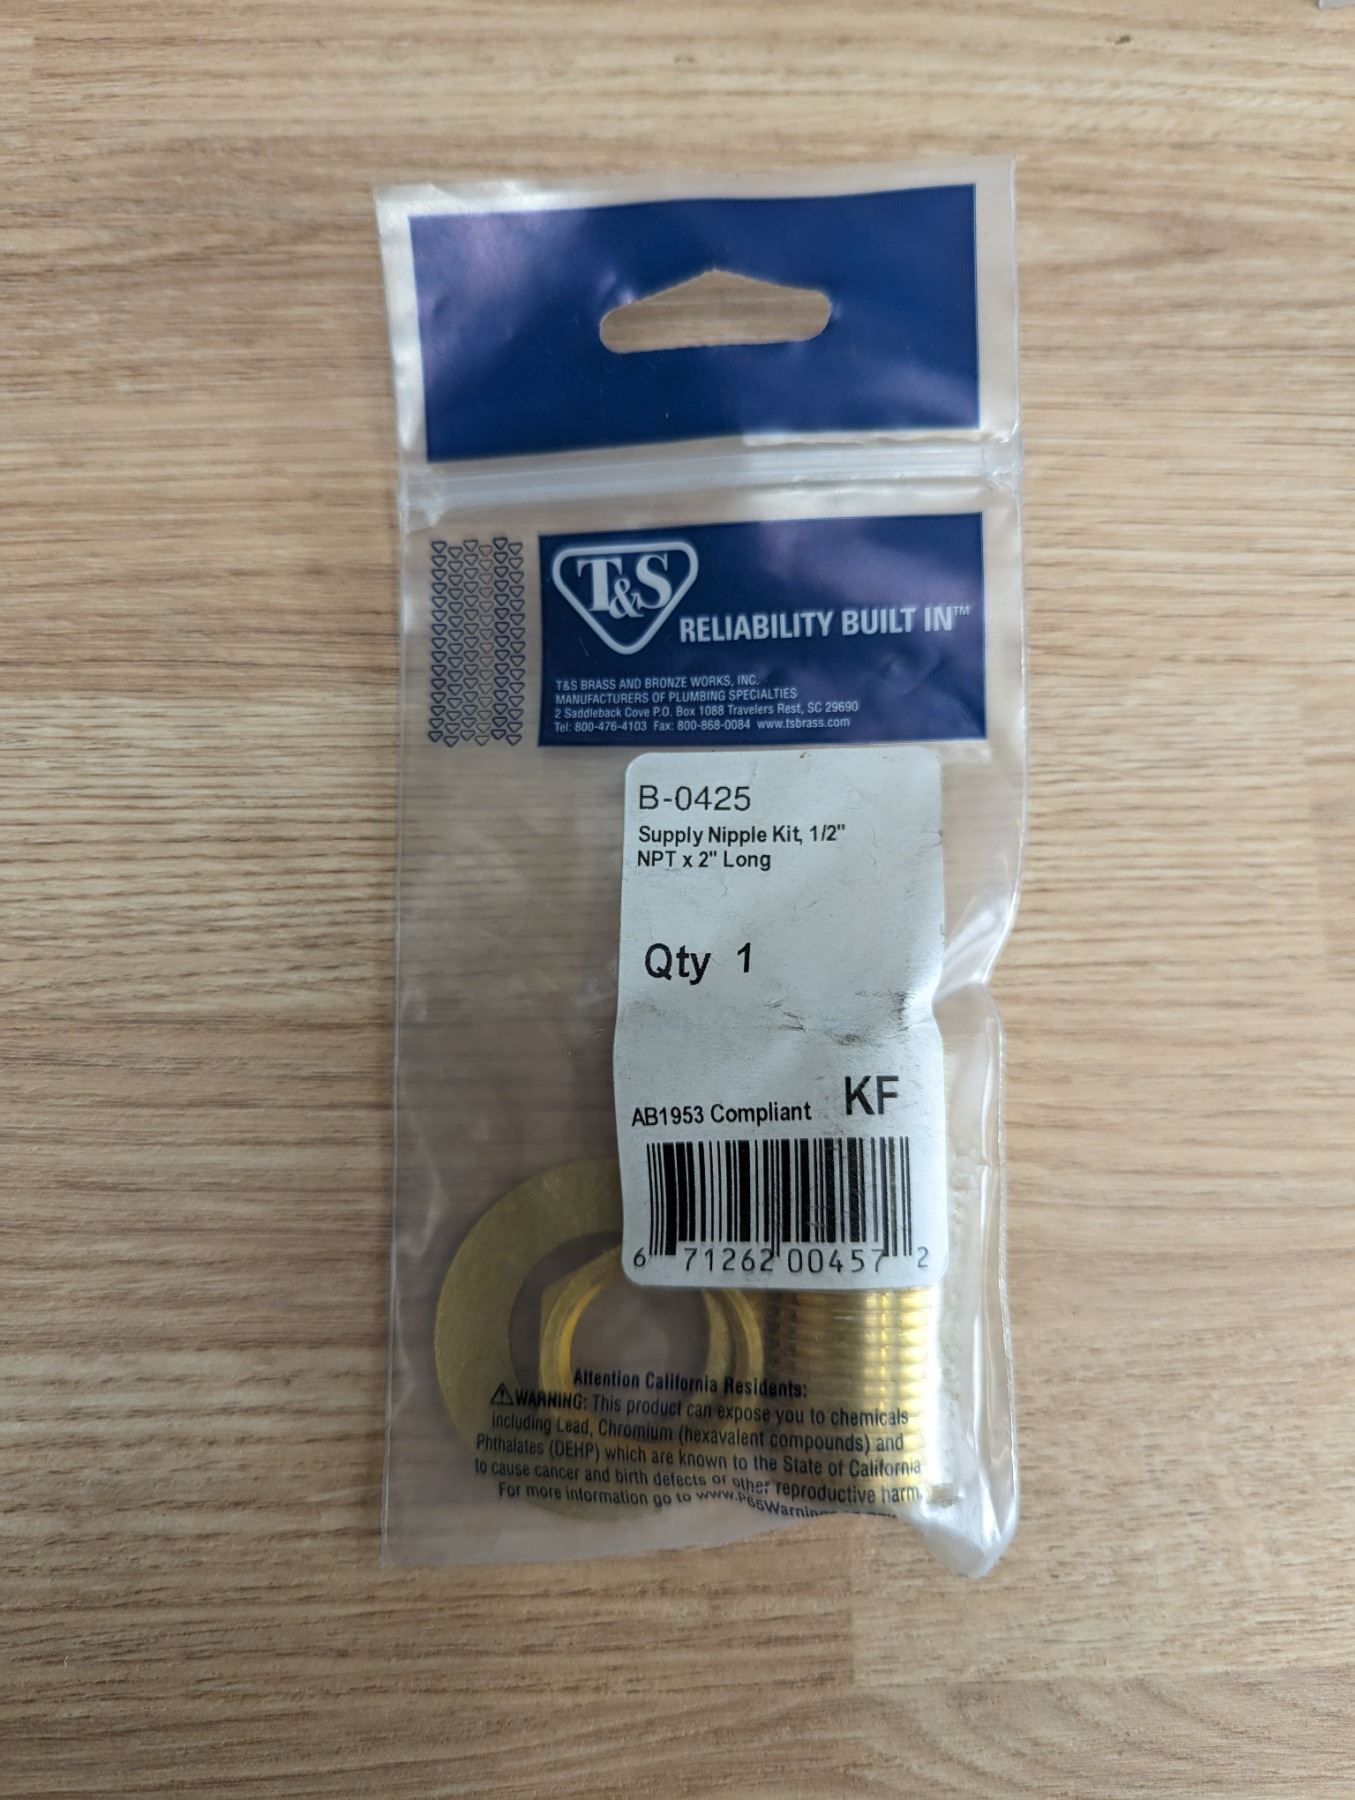 T&S
RELIABILITY BUILT IN™
T&S BRASS AND BRONZE WORKS, INC.
MANUFACTURERS OF PLUMBING SPECIALTIES
2 Saddleback Cove P.O. Box 1088 Travelers Rest, SC 29690
Tel: 800-476-4103 Fax: 800-868-0084 www.tsbrass.com
B-0425
Supply Nipple Kit, 1/2"
NPT x 2" Long
Qty 1
AB1953 Compliant KF
6 71262 00457 2
Attention California Residents:
⚠WARNING: This product can expose you to chemicals
including Lead, Chromium (hexavalent compounds) and
Phthalates (DEHP) which are known to the State of California
to cause cancer and birth defects or other reproductive harm.
For more information go to